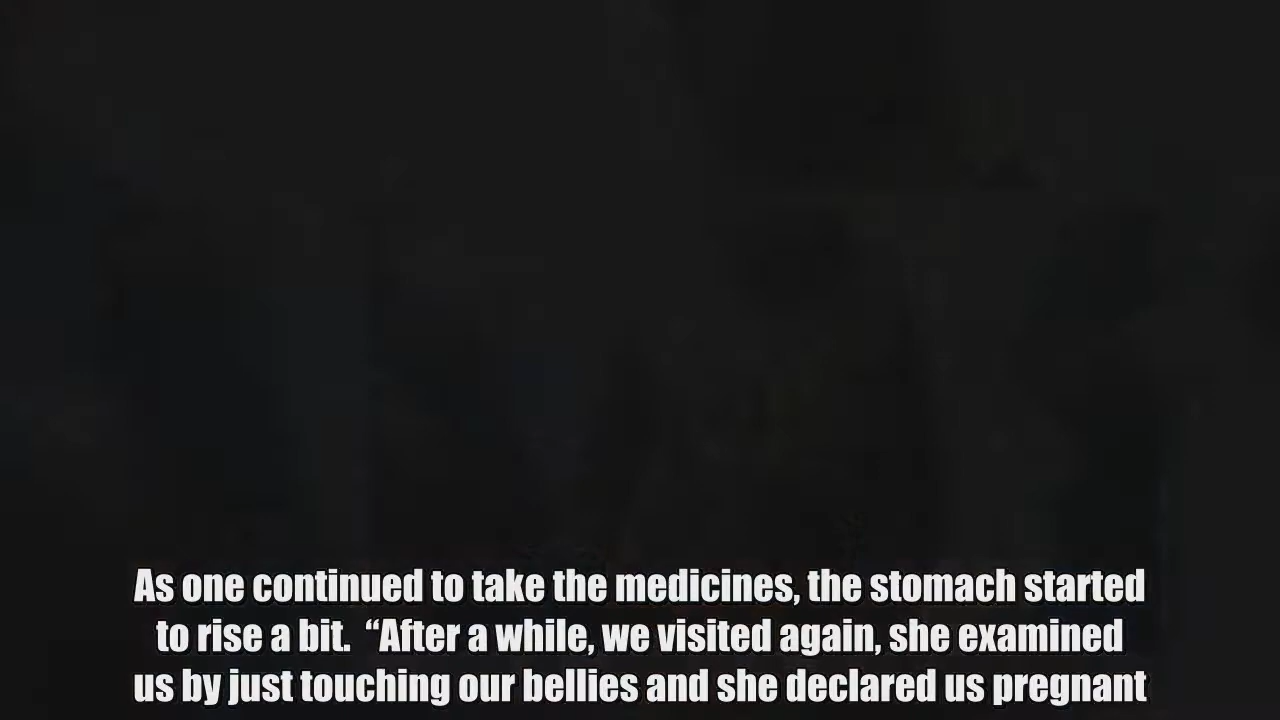 As one continued to take the medicines, the stomach started
to rise a bit.  “After a while, we visited again, she examined
us by just touching our bellies and she declared us pregnant